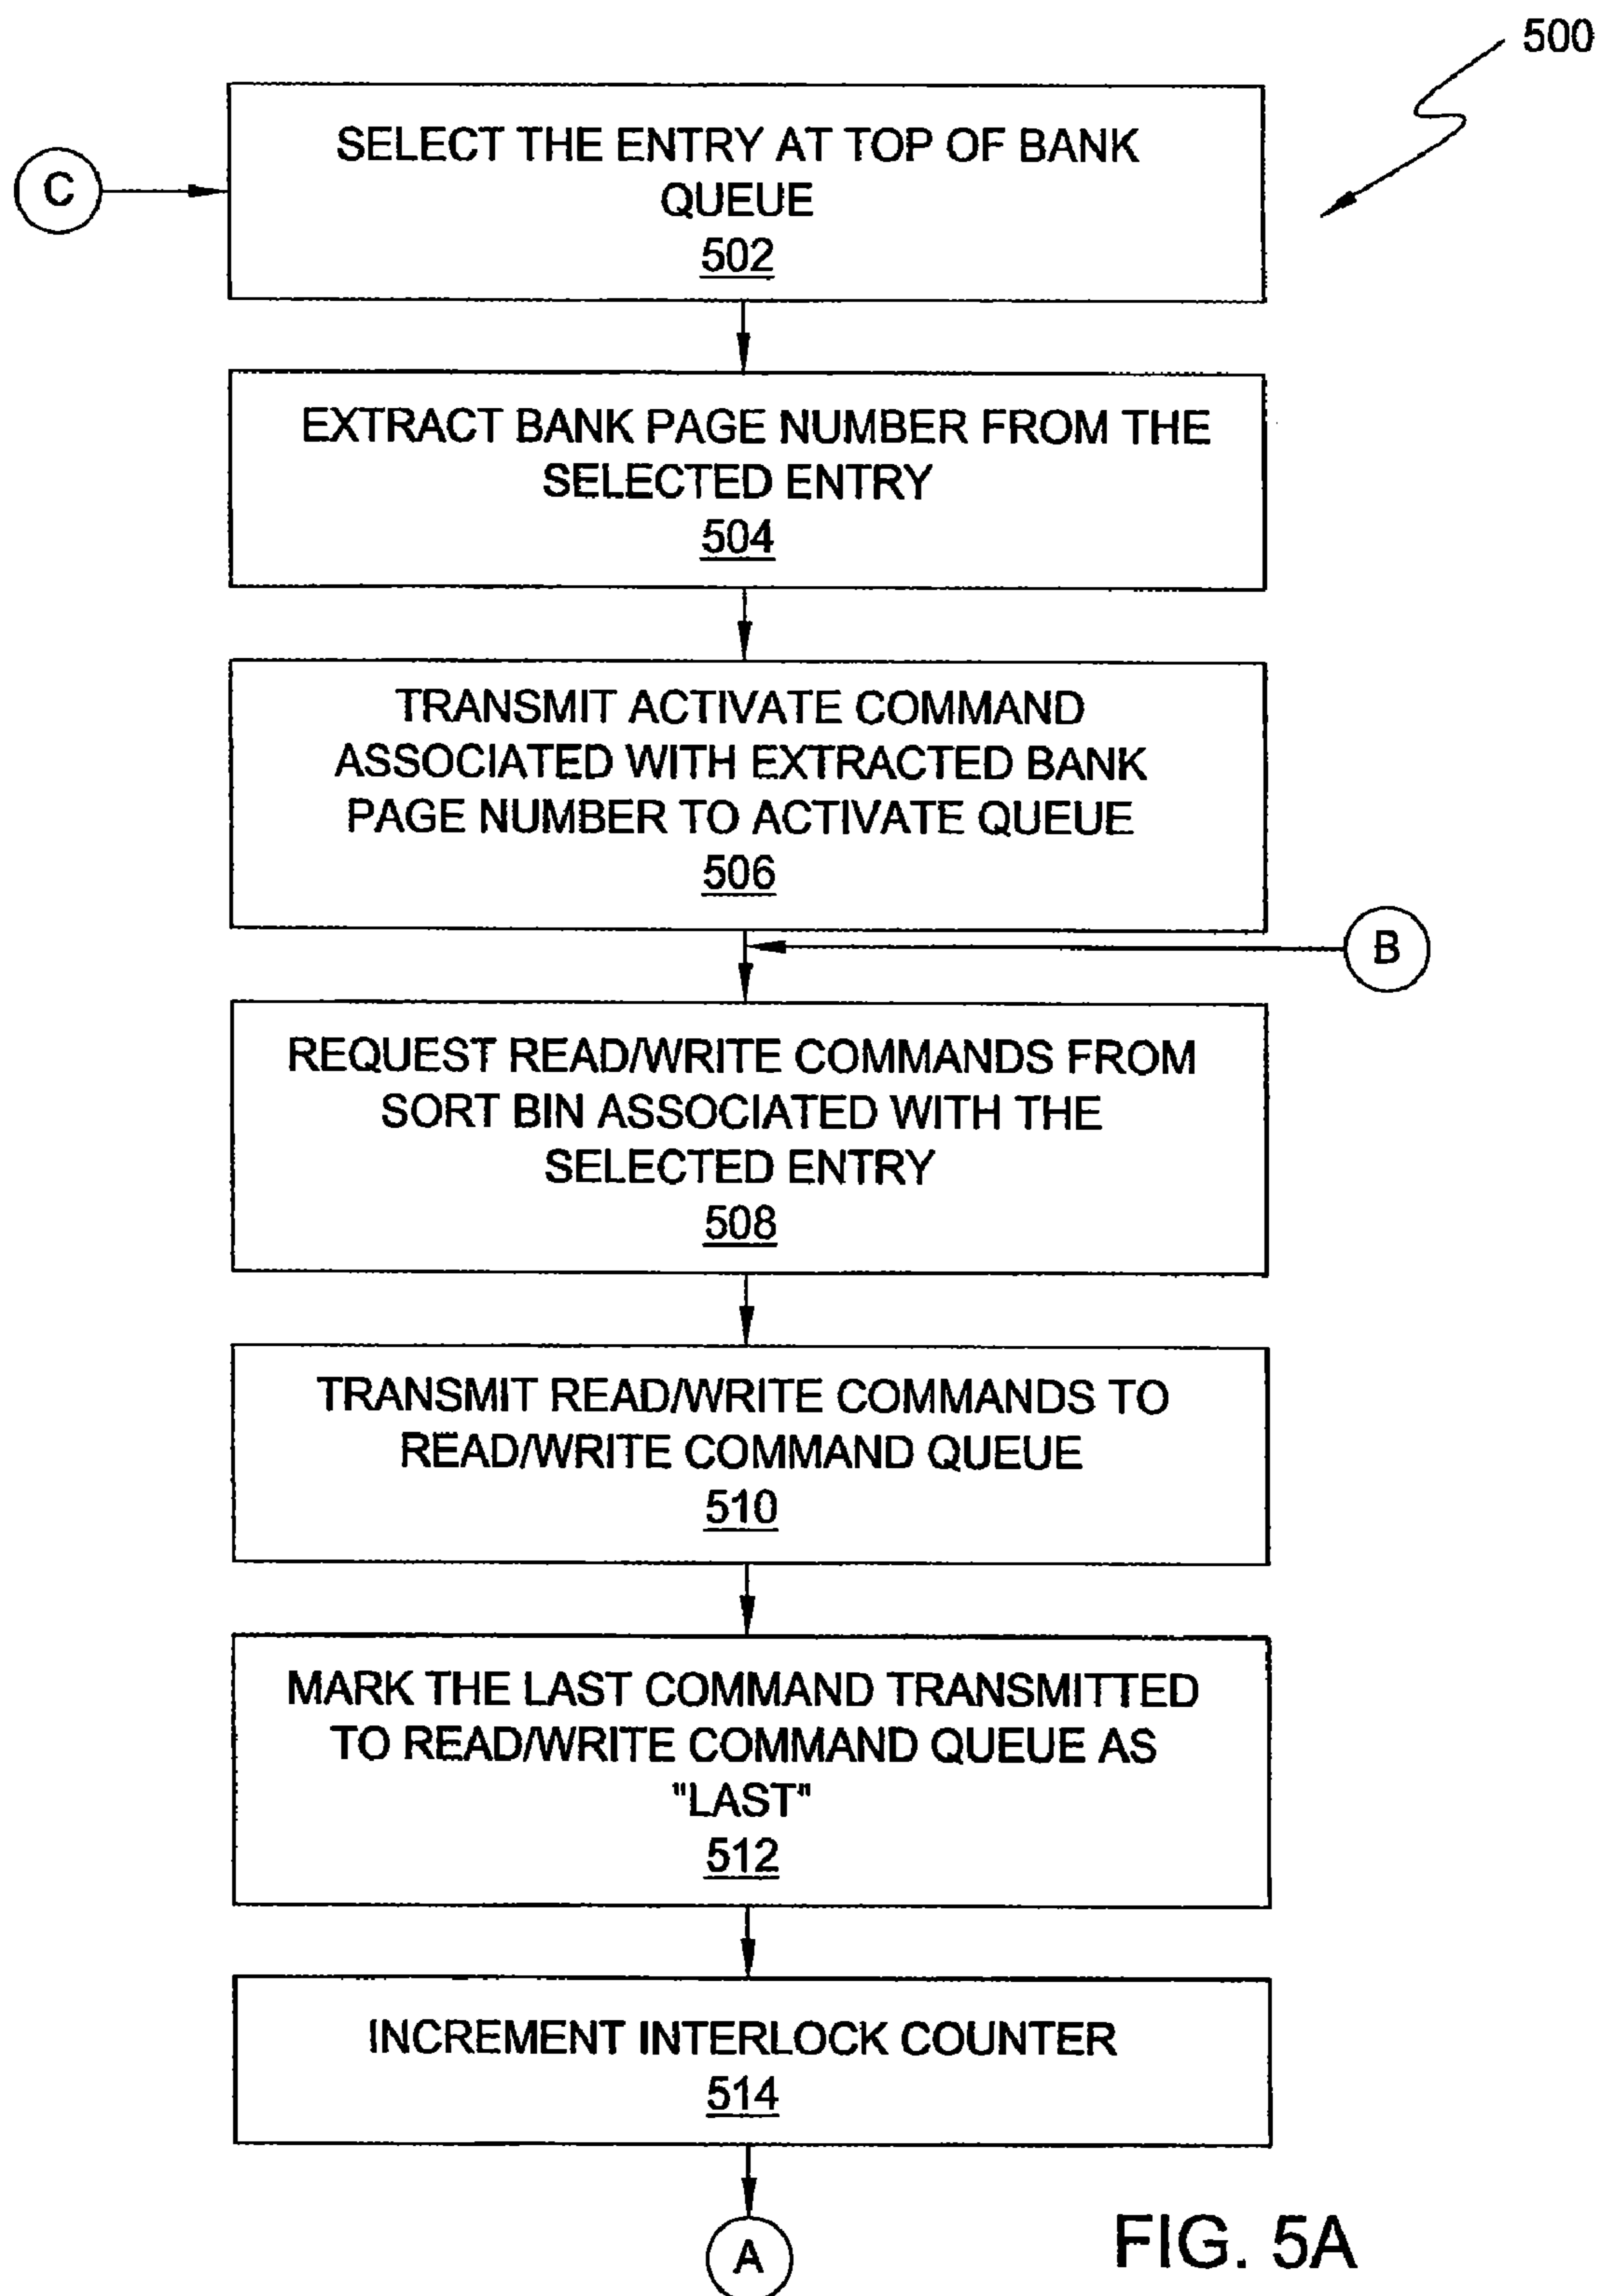 500
SELECT THE ENTRY AT TOP OF BANK
QUEUE
502
C
EXTRACT BANK PAGE NUMBER FROM THE
SELECTED ENTRY
504
TRANSMIT ACTIVATE COMMAND
ASSOCIATED WITH EXTRACTED BANK
PAGE NUMBER TO ACTIVATE QUEUE
506
B
REQUEST READ/WRITE COMMANDS FROM
SORT BIN ASSOCIATED WITH THE
SELECTED ENTRY
508
TRANSMIT READ/WRITE COMMANDS TO
READ/WRITE COMMAND QUEUE
510
MARK THE LAST COMMAND TRANSMITTED
TO READ/WRITE COMMAND QUEUE AS
"LAST"
512
INCREMENT INTERLOCK COUNTER
514
A
FIG. 5A